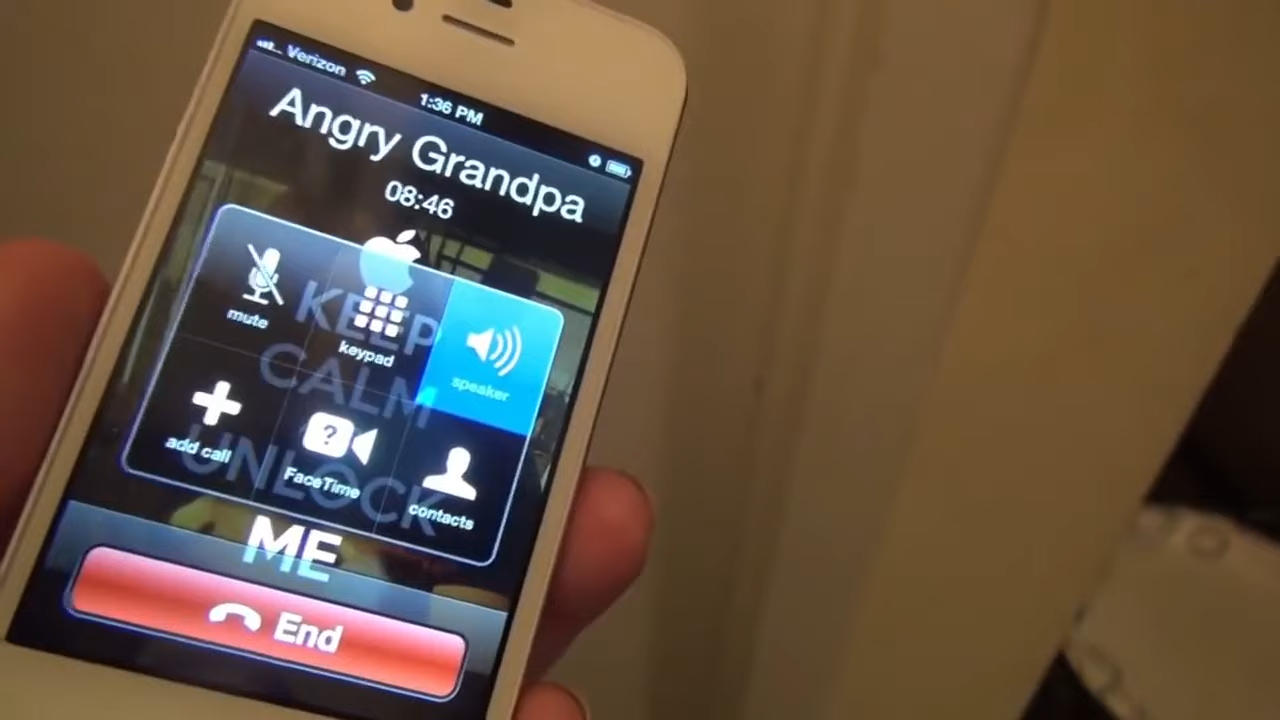 Verizon
1:36 PM
Angry Grandpa
08:46
mute
keypad
speaker
KEEP
CALM
add call
FaceTime
contacts
UNLOCK
ME
End